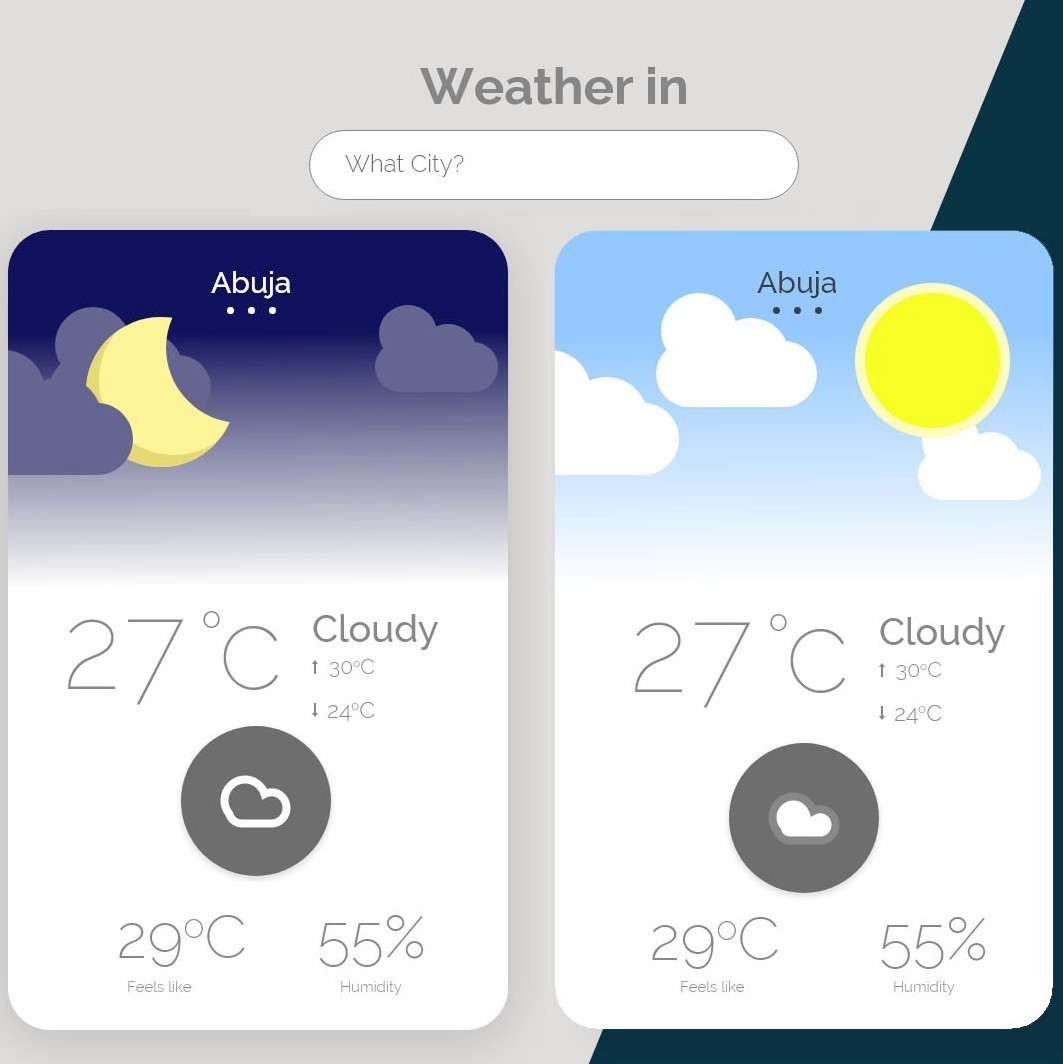 Weather in
What City?
Abuja
27°C
Cloudy
30°C
24°C
29°C
55%
Feels like
Humidity
Abuja
27°C
Cloudy
30°C
24°C
29°C
55%
Feels like
Humidity